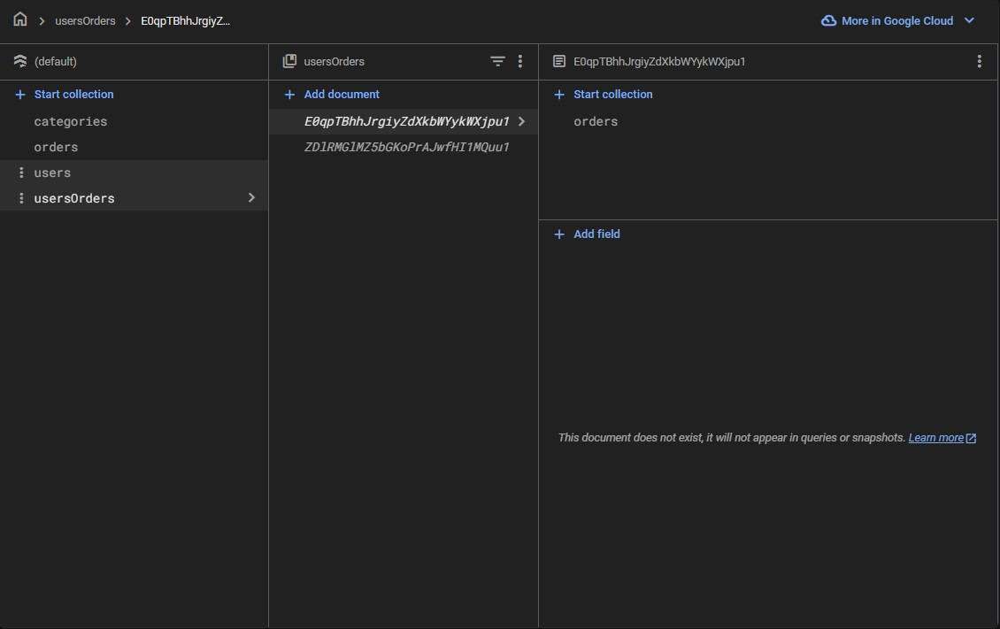 usersOrders
E0qpTBhhJrgiyZ...
More in Google Cloud
(default)
usersOrders
E0qpTBhhJrgiyZdXkbWYykWXjpu1
+ Start collection
+ Add document
+ Start collection
categories
E0qpTBhhJrgiyZdXkbWYykWXjpu1
orders
orders
ZDlRMGlMZ5bGKoPrAJwfHI1MQuu1
users
usersOrders
+ Add field
This document does not exist, it will not appear in queries or snapshots. Learn more